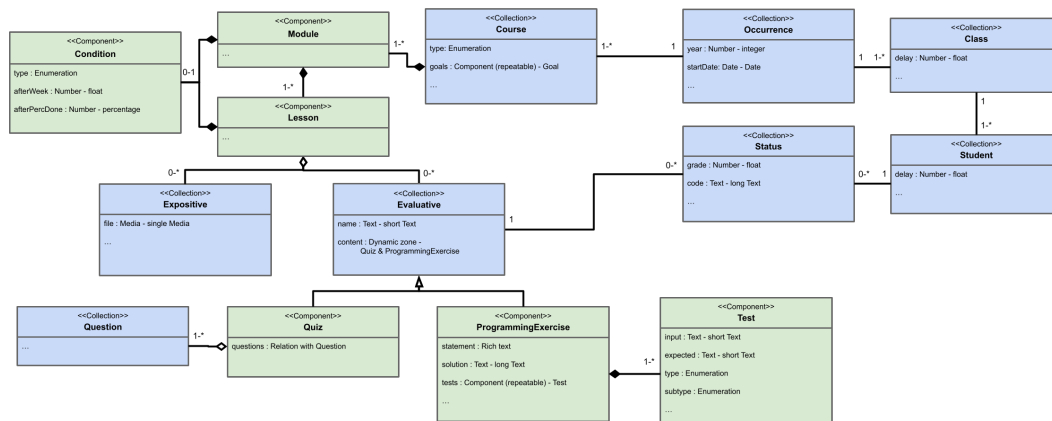 <<Component>>
Condition
type : Enumeration
afterWeek : Number - float
afterPercDone : Number - percentage
0-1
<<Component>>
Module
...
1-*
1-*
<<Component>>
Lesson
...
<<Collection>>
Course
type: Enumeration
goals : Component (repeatable) - Goal
...
1-*
1
<<Collection>>
Occurrence
year : Number - integer
startDate: Date - Date
...
1
1-*
<<Collection>>
Class
delay : Number - float
...
1
1-*
<<Collection>>
Status
grade : Number - float
code : Text - long Text
...
0-*
0-*
1
<<Collection>>
Student
delay : Number - float
...
0-*
0-*
<<Collection>>
Expositive
file : Media - single Media
...
<<Collection>>
Evaluative
name : Text - short Text
content : Dynamic zone -
Quiz & ProgrammingExercise
1
<<Collection>>
Question
...
1-*
<<Component>>
Quiz
questions : Relation with Question
<<Component>>
ProgrammingExercise
statement : Rich text
solution : Text - long Text
tests : Component (repeatable) - Test
...
1-*
<<Component>>
Test
input : Text - short Text
expected : Text - short Text
type : Enumeration
subtype : Enumeration
...